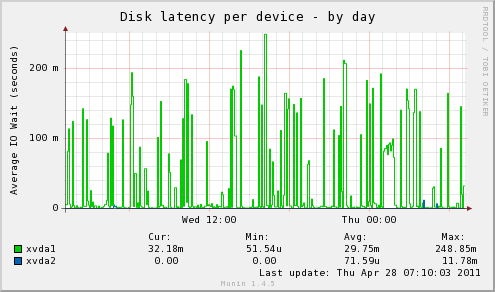 Disk latency per device - by day
RRDTOOL / TOBI OETIKER
Average IO Wait (seconds)
200 m
100 m
0
Wed 12:00 Thu 00:00
Cur: Min: Avg: Max:
xvda1 32.18m 51.54u 29.75m 248.85m
xvda2 0.00 0.00 71.59u 11.78m
Last update: Thu Apr 28 07:10:03 2011
Munin 1.4.5